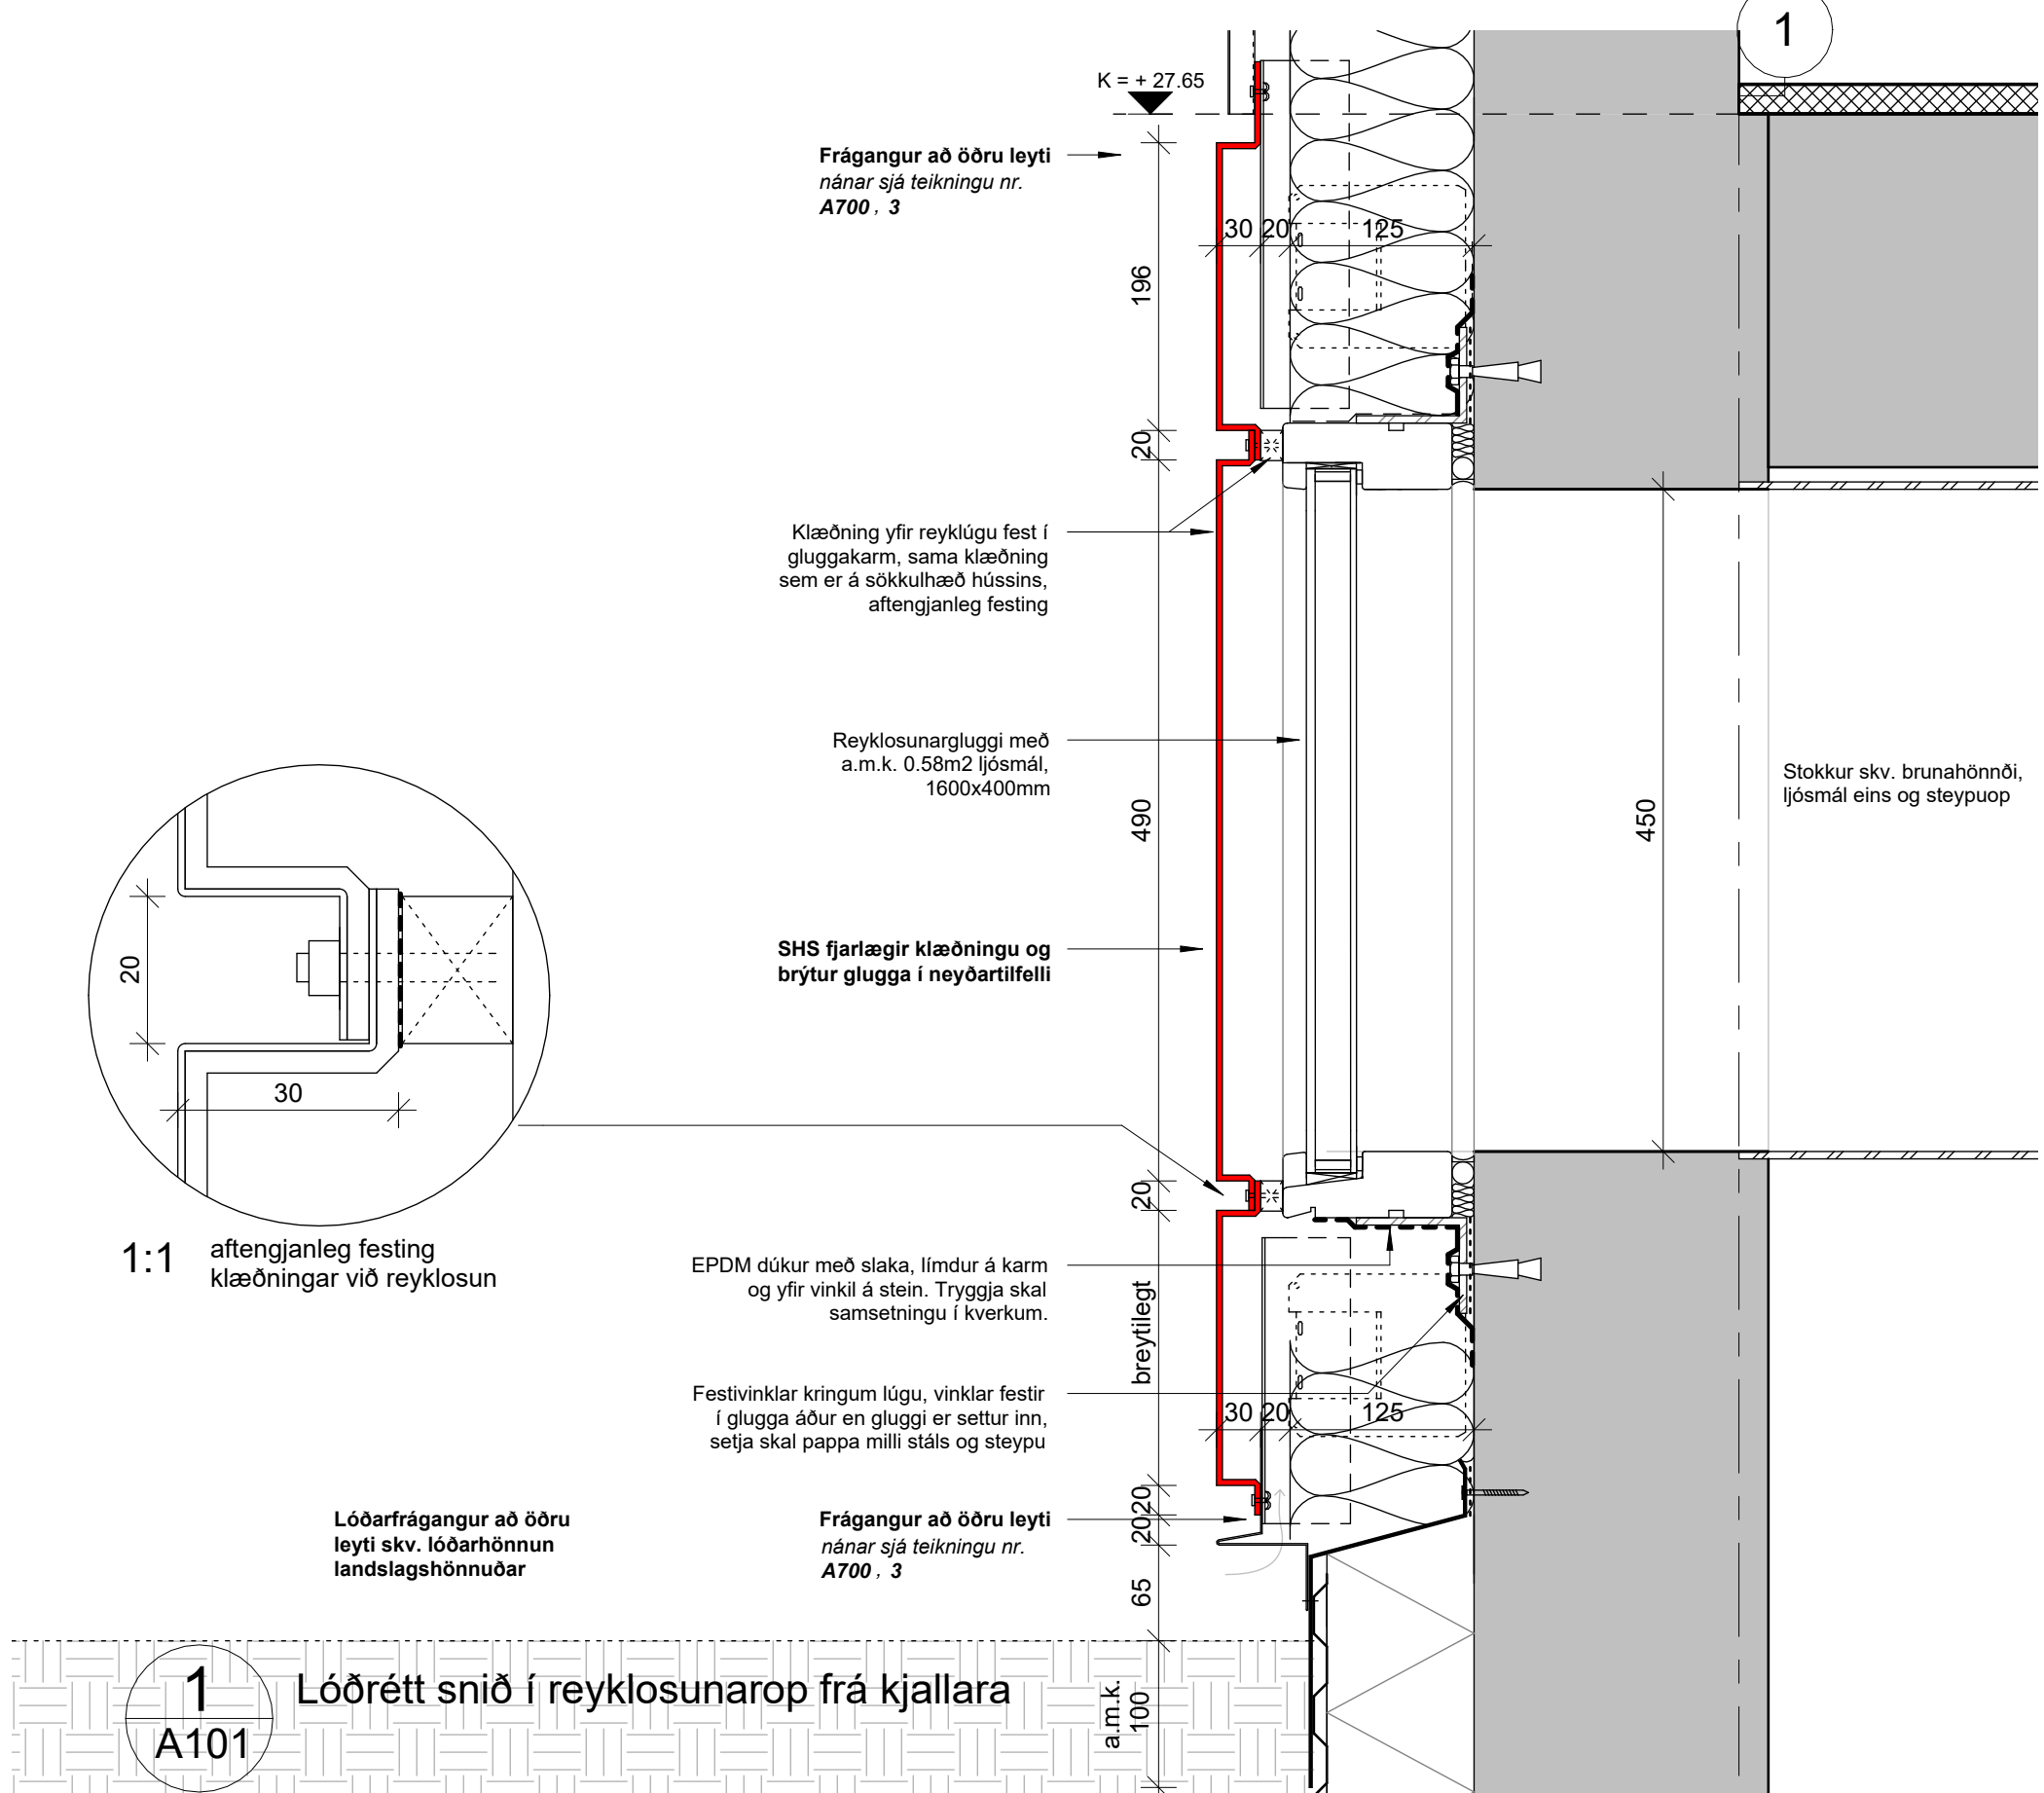 1
K = + 27.65
Frágangur að öðru leyti
nánar sjá teikningu nr.
A700 , 3
30 20 125
196
20
Klæðning yfir reyklúgu fest í
gluggakarm, sama klæðning
sem er á sökkulhæð hússins,
aftengjanleg festing
Reyklosunargluggi með
a.m.k. 0.58m2 ljósmál,
1600x400mm
490
450
Stokkur skv. brunahönnði,
ljósmál eins og steypuop
SHS fjarlægir klæðningu og
brýtur glugga í neyðartilfelli
20
30
1:1
aftengjanleg festing
klæðningar við reyklosun
20
EPDM dúkur með slaka, límdur á karm
og yfir vinkil á stein. Tryggja skal
samsetningu í kverkum.
breytilegt
Festivinklar kringum lúgu, vinklar festir
í glugga áður en gluggi er settur inn,
setja skal pappa milli stáls og steypu
30 20 125
Lóðarfrágangur að öðru
leyti skv. lóðarhönnun
landslagshönnuðar
Frágangur að öðru leyti
nánar sjá teikningu nr.
A700 , 3
20
20
65
a.m.k.
100
1
A101
Lóðrétt snið í reyklosunarop frá kjallara